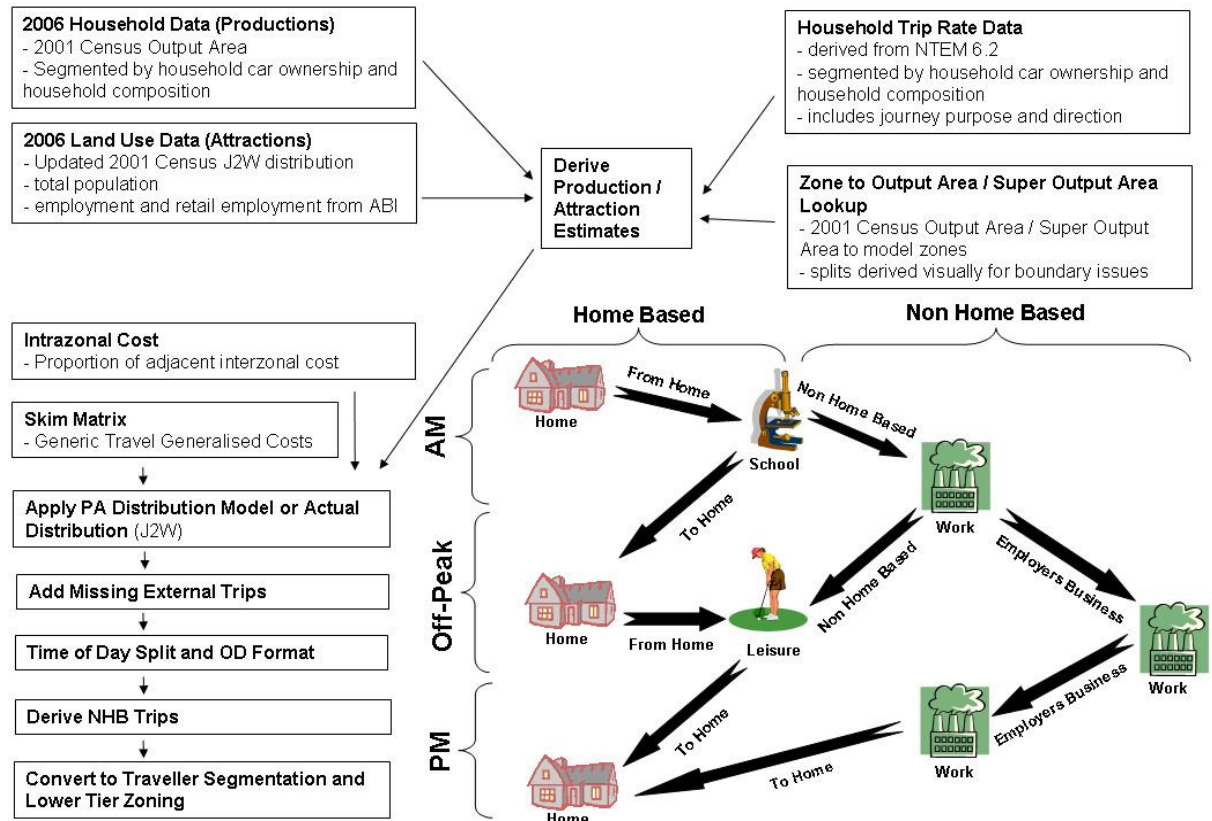 2006 Household Data (Productions)
- 2001 Census Output Area
- Segmented by household car ownership and
household composition
2006 Land Use Data (Attractions)
- Updated 2001 Census J2W distribution
- total population
- employment and retail employment from ABI
Derive
Production /
Attraction
Estimates
Household Trip Rate Data
- derived from NTEM 6.2
- segmented by household car ownership and
household composition
- includes journey purpose and direction
Zone to Output Area / Super Output Area
Lookup
- 2001 Census Output Area / Super Output
Area to model zones
- splits derived visually for boundary issues
Intrazonal Cost
- Proportion of adjacent interzonal cost
Skim Matrix
- Generic Travel Generalised Costs
Apply PA Distribution Model or Actual
Distribution (J2W)
Add Missing External Trips
Time of Day Split and OD Format
Derive NHB Trips
Convert to Traveller Segmentation and
Lower Tier Zoning
Home Based
Non Home Based
AM
From Home
Non Home Based
Home
School
Work
To Home
Off-Peak
Non Home Based
Employers Business
Home
From Home
Leisure
Work
PM
To Home
Employers Business
To Home
Work
Home